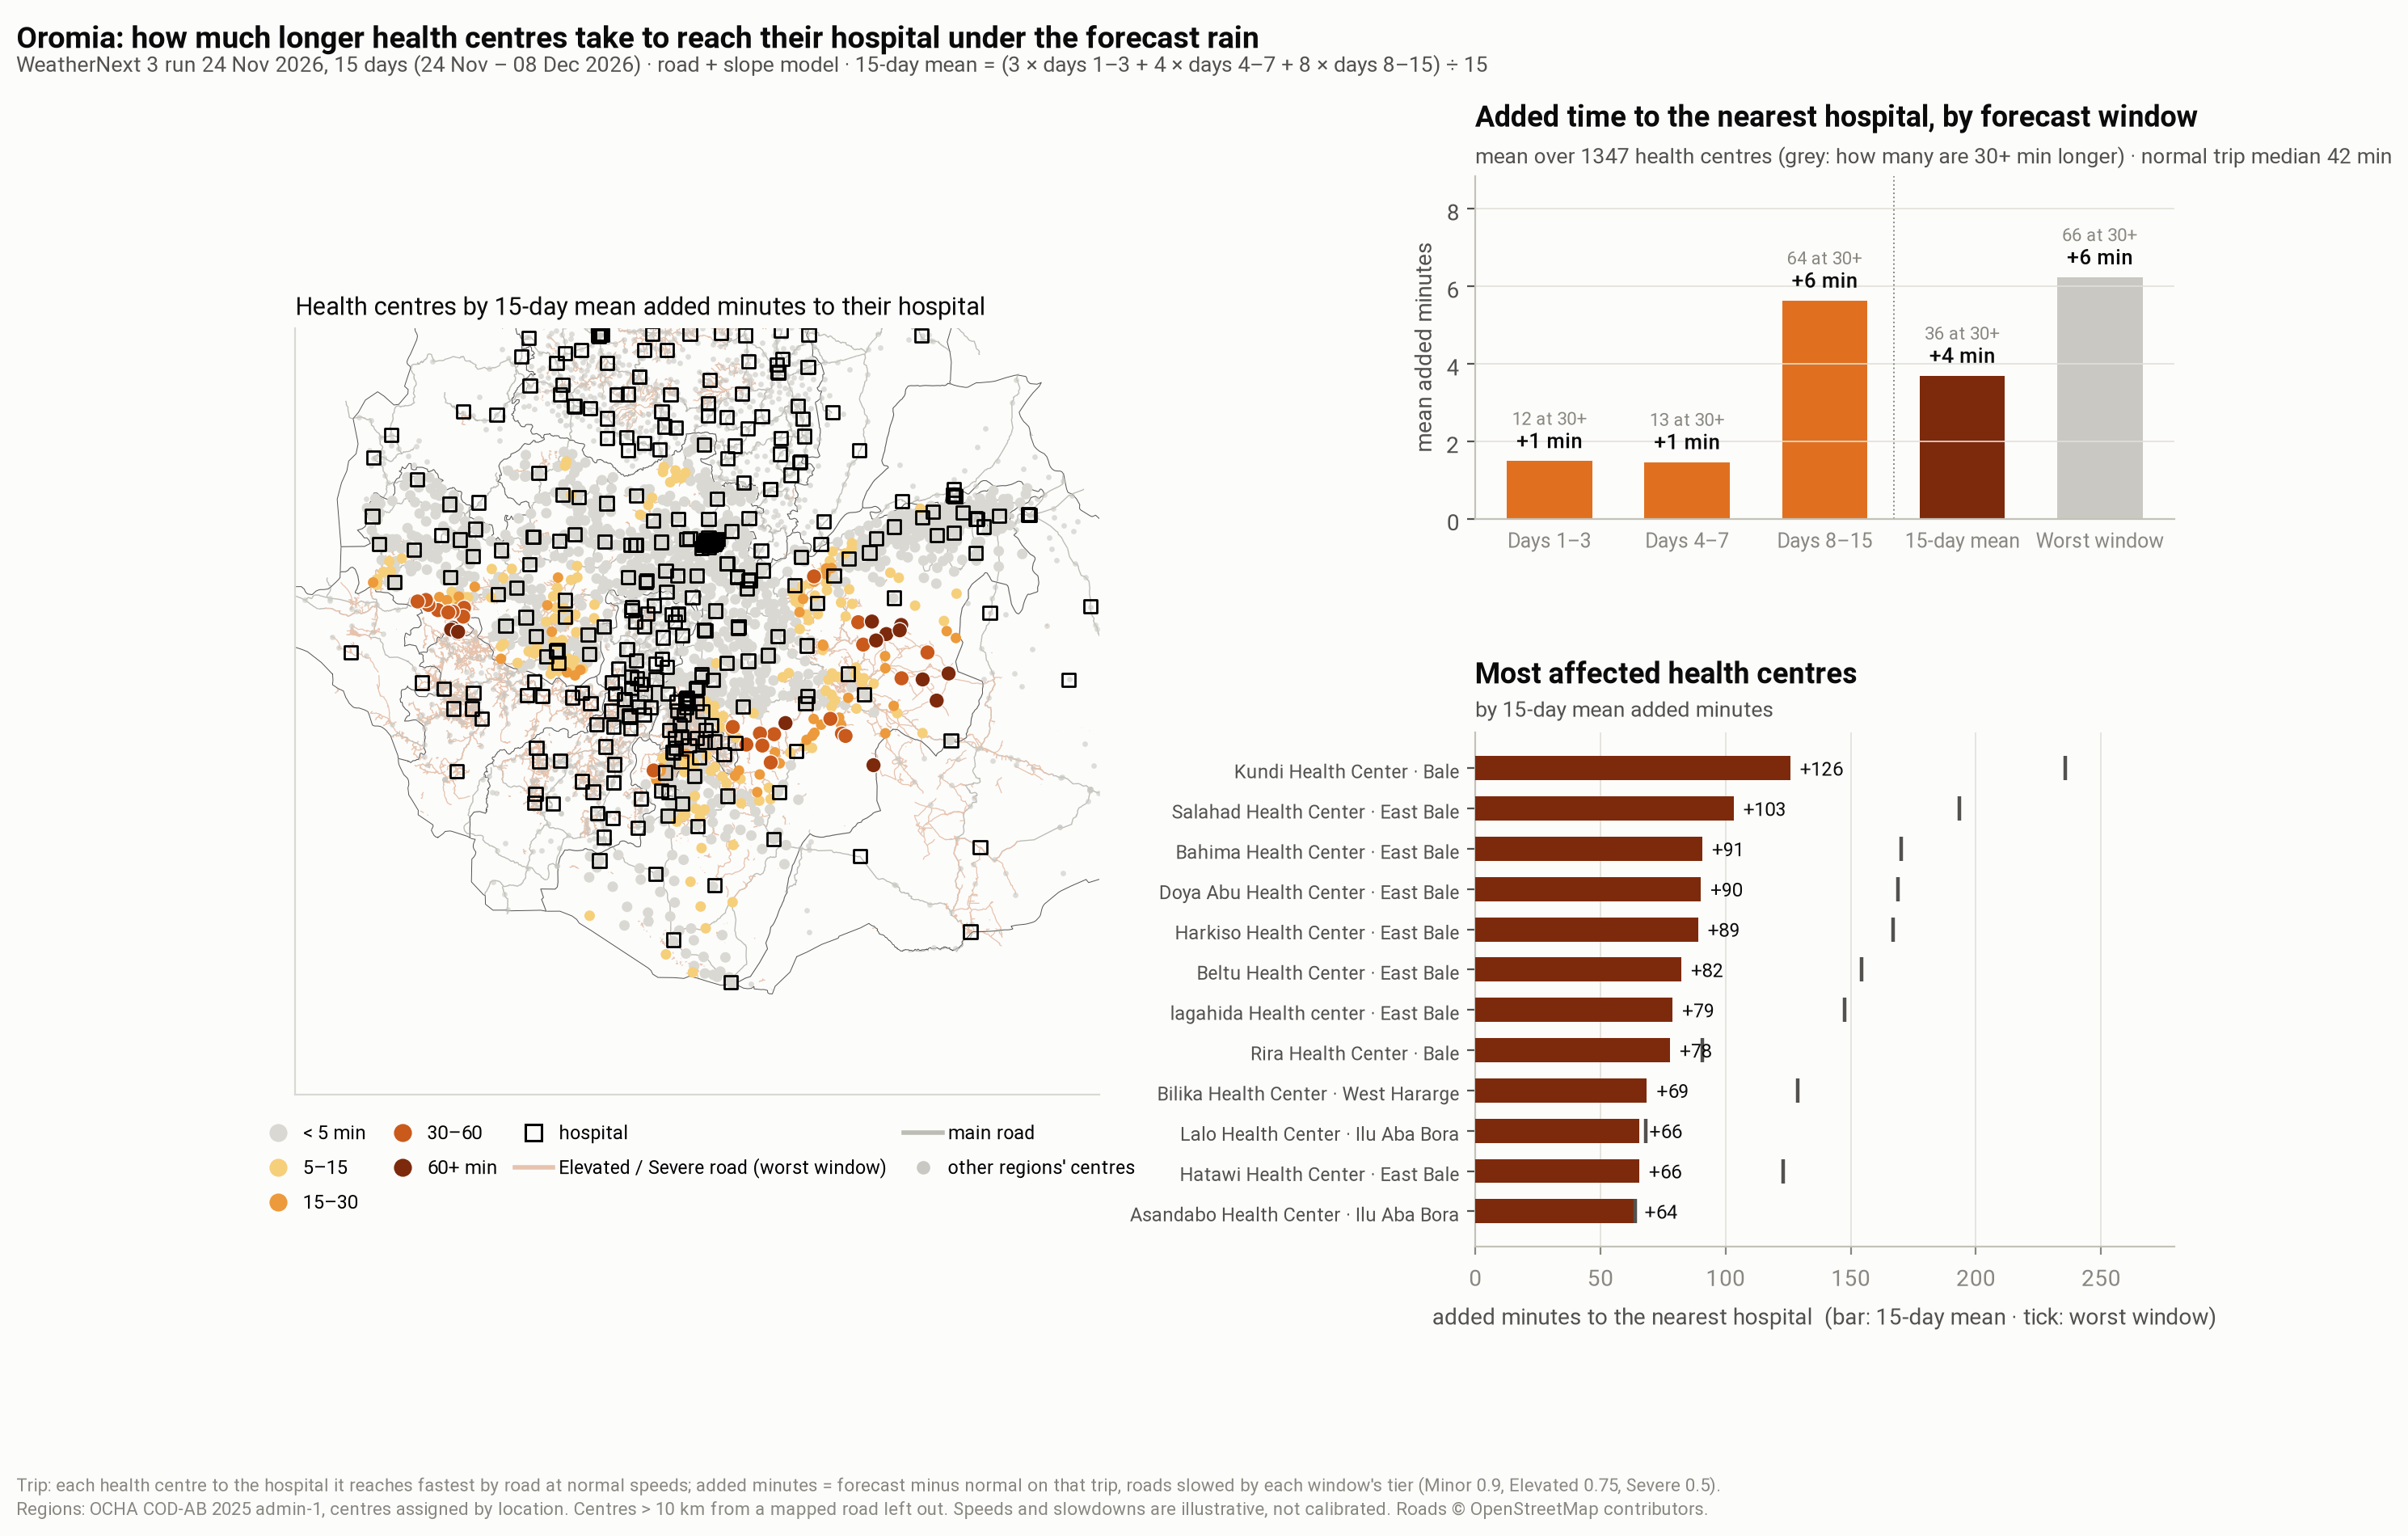 Oromia: how much longer health centres take to reach their hospital under the forecast rain
WeatherNext 3 run 24 Nov 2026, 15 days (24 Nov – 08 Dec 2026) · road + slope model · 15-day mean = (3 × days 1–3 + 4 × days 4–7 + 8 × days 8–15) ÷ 15
Health centres by 15-day mean added minutes to their hospital
< 5 min
5–15
15–30
30–60
60+ min
hospital
Elevated / Severe road (worst window)
main road
other regions' centres
Added time to the nearest hospital, by forecast window
mean over 1347 health centres (grey: how many are 30+ min longer) · normal trip median 42 min
mean added minutes
8
6
4
2
0
12 at 30+
+1 min
13 at 30+
+1 min
64 at 30+
+6 min
36 at 30+
+4 min
66 at 30+
+6 min
Days 1–3
Days 4–7
Days 8–15
15-day mean
Worst window
Most affected health centres
by 15-day mean added minutes
Kundi Health Center · Bale +126
Salahad Health Center · East Bale +103
Bahima Health Center · East Bale +91
Doya Abu Health Center · East Bale +90
Harkiso Health Center · East Bale +89
Beltu Health Center · East Bale +82
lagahida Health center · East Bale +79
Rira Health Center · Bale +78
Bilika Health Center · West Hararge +69
Lalo Health Center · Ilu Aba Bora +66
Hatawi Health Center · East Bale +66
Asandabo Health Center · Ilu Aba Bora +64
0 50 100 150 200 250
added minutes to the nearest hospital (bar: 15-day mean · tick: worst window)
Trip: each health centre to the hospital it reaches fastest by road at normal speeds; added minutes = forecast minus normal on that trip, roads slowed by each window's tier (Minor 0.9, Elevated 0.75, Severe 0.5).
Regions: OCHA COD-AB 2025 admin-1, centres assigned by location. Centres > 10 km from a mapped road left out. Speeds and slowdowns are illustrative, not calibrated. Roads © OpenStreetMap contributors.